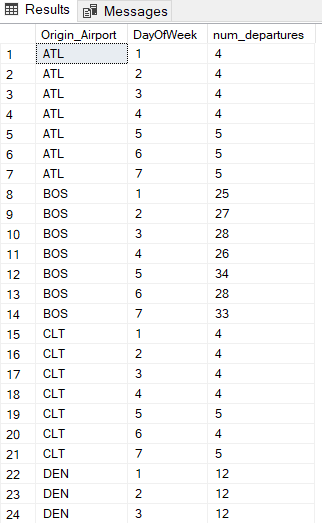 Results Messages
Origin_Airport DayOfWeek num_departures
1 ATL 1 4
2 ATL 2 4
3 ATL 3 4
4 ATL 4 4
5 ATL 5 5
6 ATL 6 5
7 ATL 7 5
8 BOS 1 25
9 BOS 2 27
10 BOS 3 28
11 BOS 4 26
12 BOS 5 34
13 BOS 6 28
14 BOS 7 33
15 CLT 1 4
16 CLT 2 4
17 CLT 3 4
18 CLT 4 4
19 CLT 5 5
20 CLT 6 4
21 CLT 7 5
22 DEN 1 12
23 DEN 2 12
24 DEN 3 12